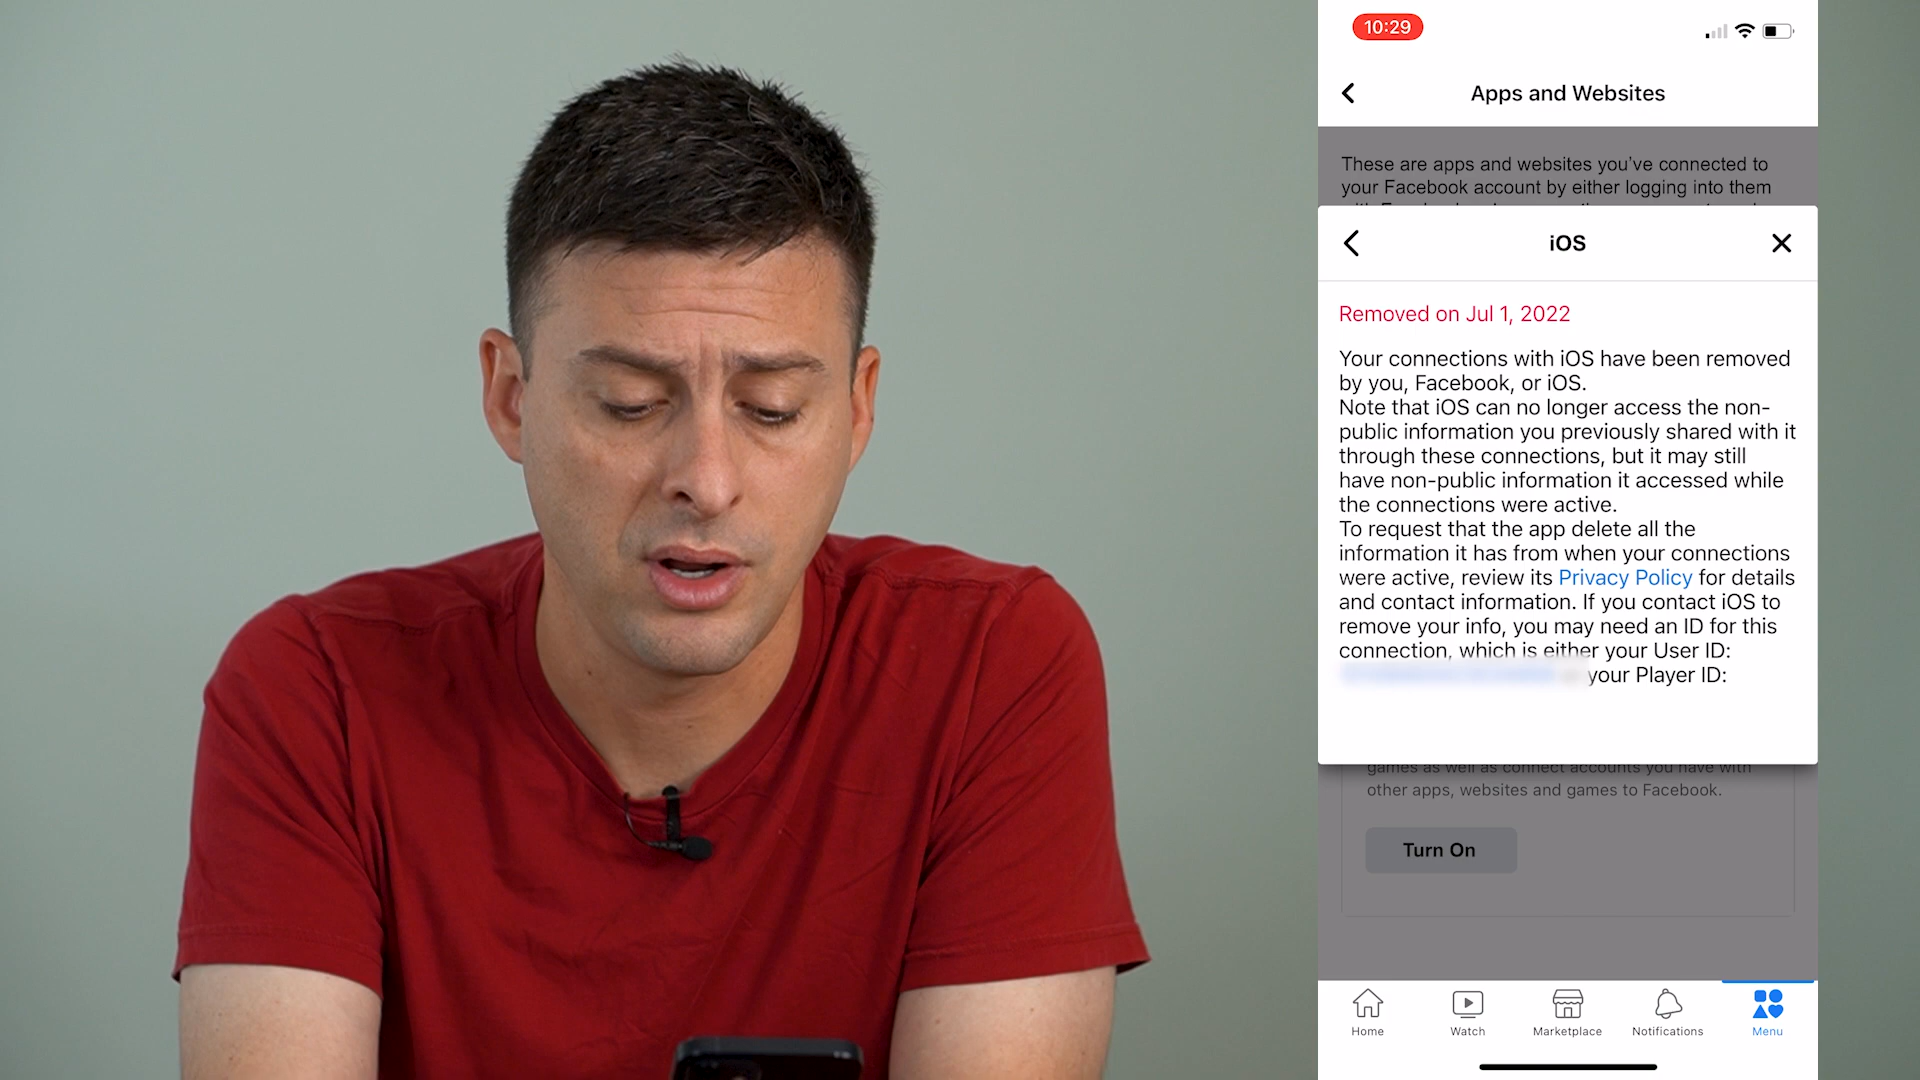 10:29
Apps and Websites
These are apps and websites you've connected to
your Facebook account by either logging into them
iOS
Removed on Jul 1, 2022
Your connections with iOS have been removed
by you, Facebook, or iOS.
Note that iOS can no longer access the non-
public information you previously shared with it
through these connections, but it may still
have non-public information it accessed while
the connections were active.
To request that the app delete all the
information it has from when your connections
were active, review its Privacy Policy for details
and contact information. If you contact iOS to
remove your info, you may need an ID for this
connection, which is either your User ID:
your Player ID:
games as well as connect accounts you have with
other apps, websites and games to Facebook.
Turn On
Home
Watch
Marketplace
Notifications
Menu